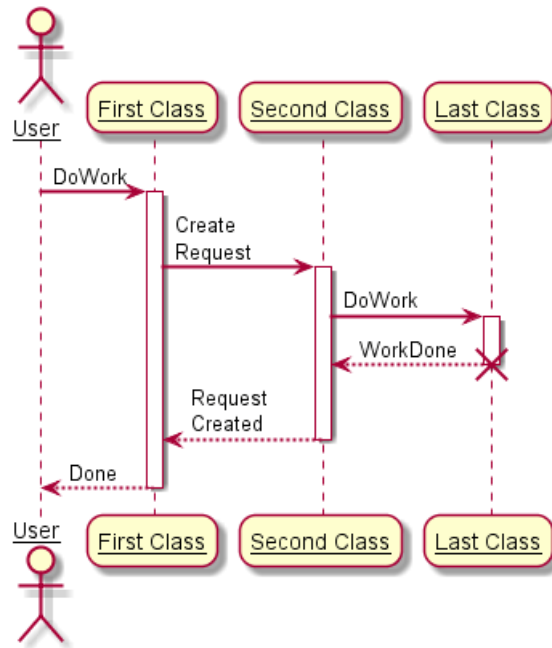 User
First Class
Second Class
Last Class
DoWork
Create
Request
DoWork
WorkDone
Request
Created
Done
User
First Class
Second Class
Last Class